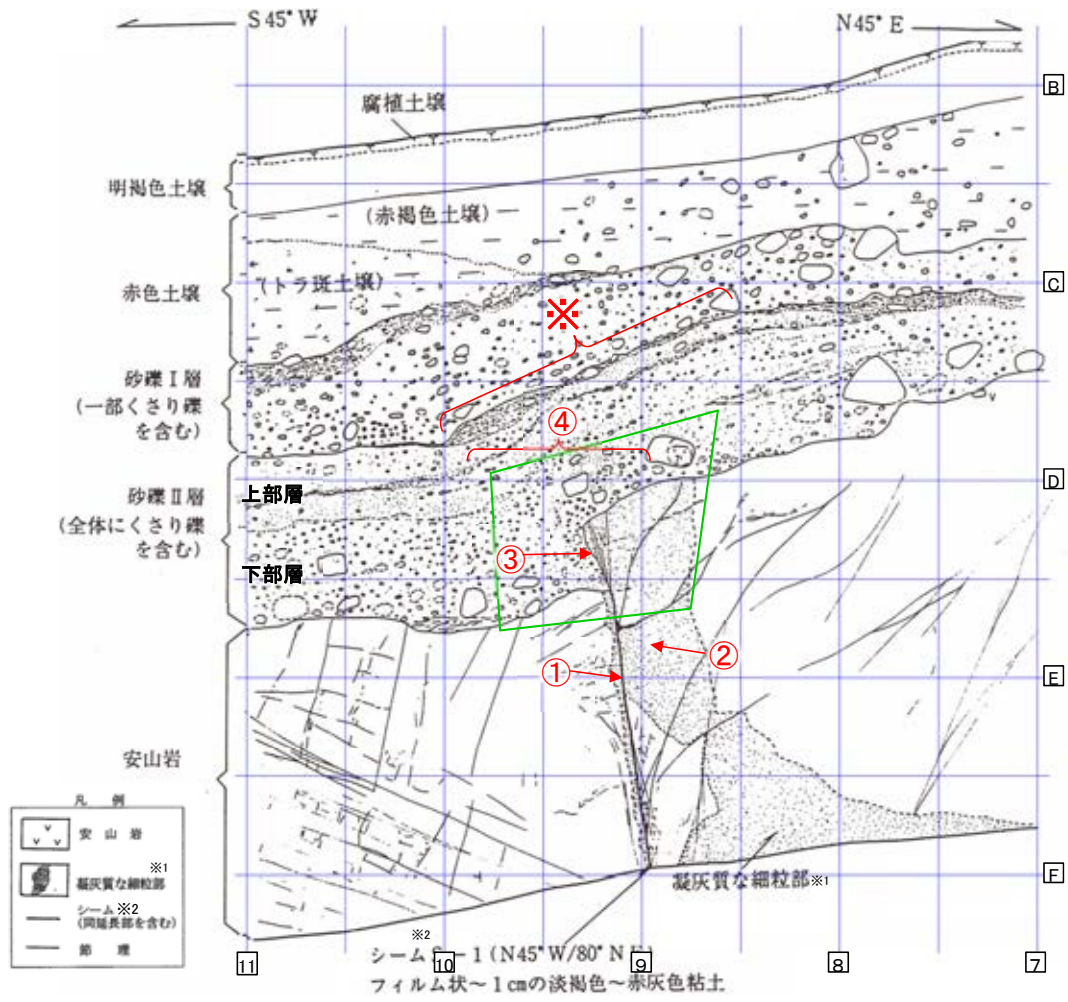 S 45° W
N 45° E
B
腐植土壌
明褐色土壌
(赤褐色土壌)
赤色土壌
(トラ斑土壌)
C
※
砂礫Ⅰ層
(一部くさり礫
を含む)
④
砂礫Ⅱ層
(全体にくさり礫
を含む)
上部層
下部層
D
③
②
①
E
安山岩
凡 例
安 山 岩
凝灰質な細粒部 ※1
シーム ※2
(同延長部を含む)
節 理
凝灰質な細粒部※1
F
※2
シーム S-1 (N45°W/80°N
フィルム状~1cmの淡褐色~赤灰色粘土
11
10
9
8
7